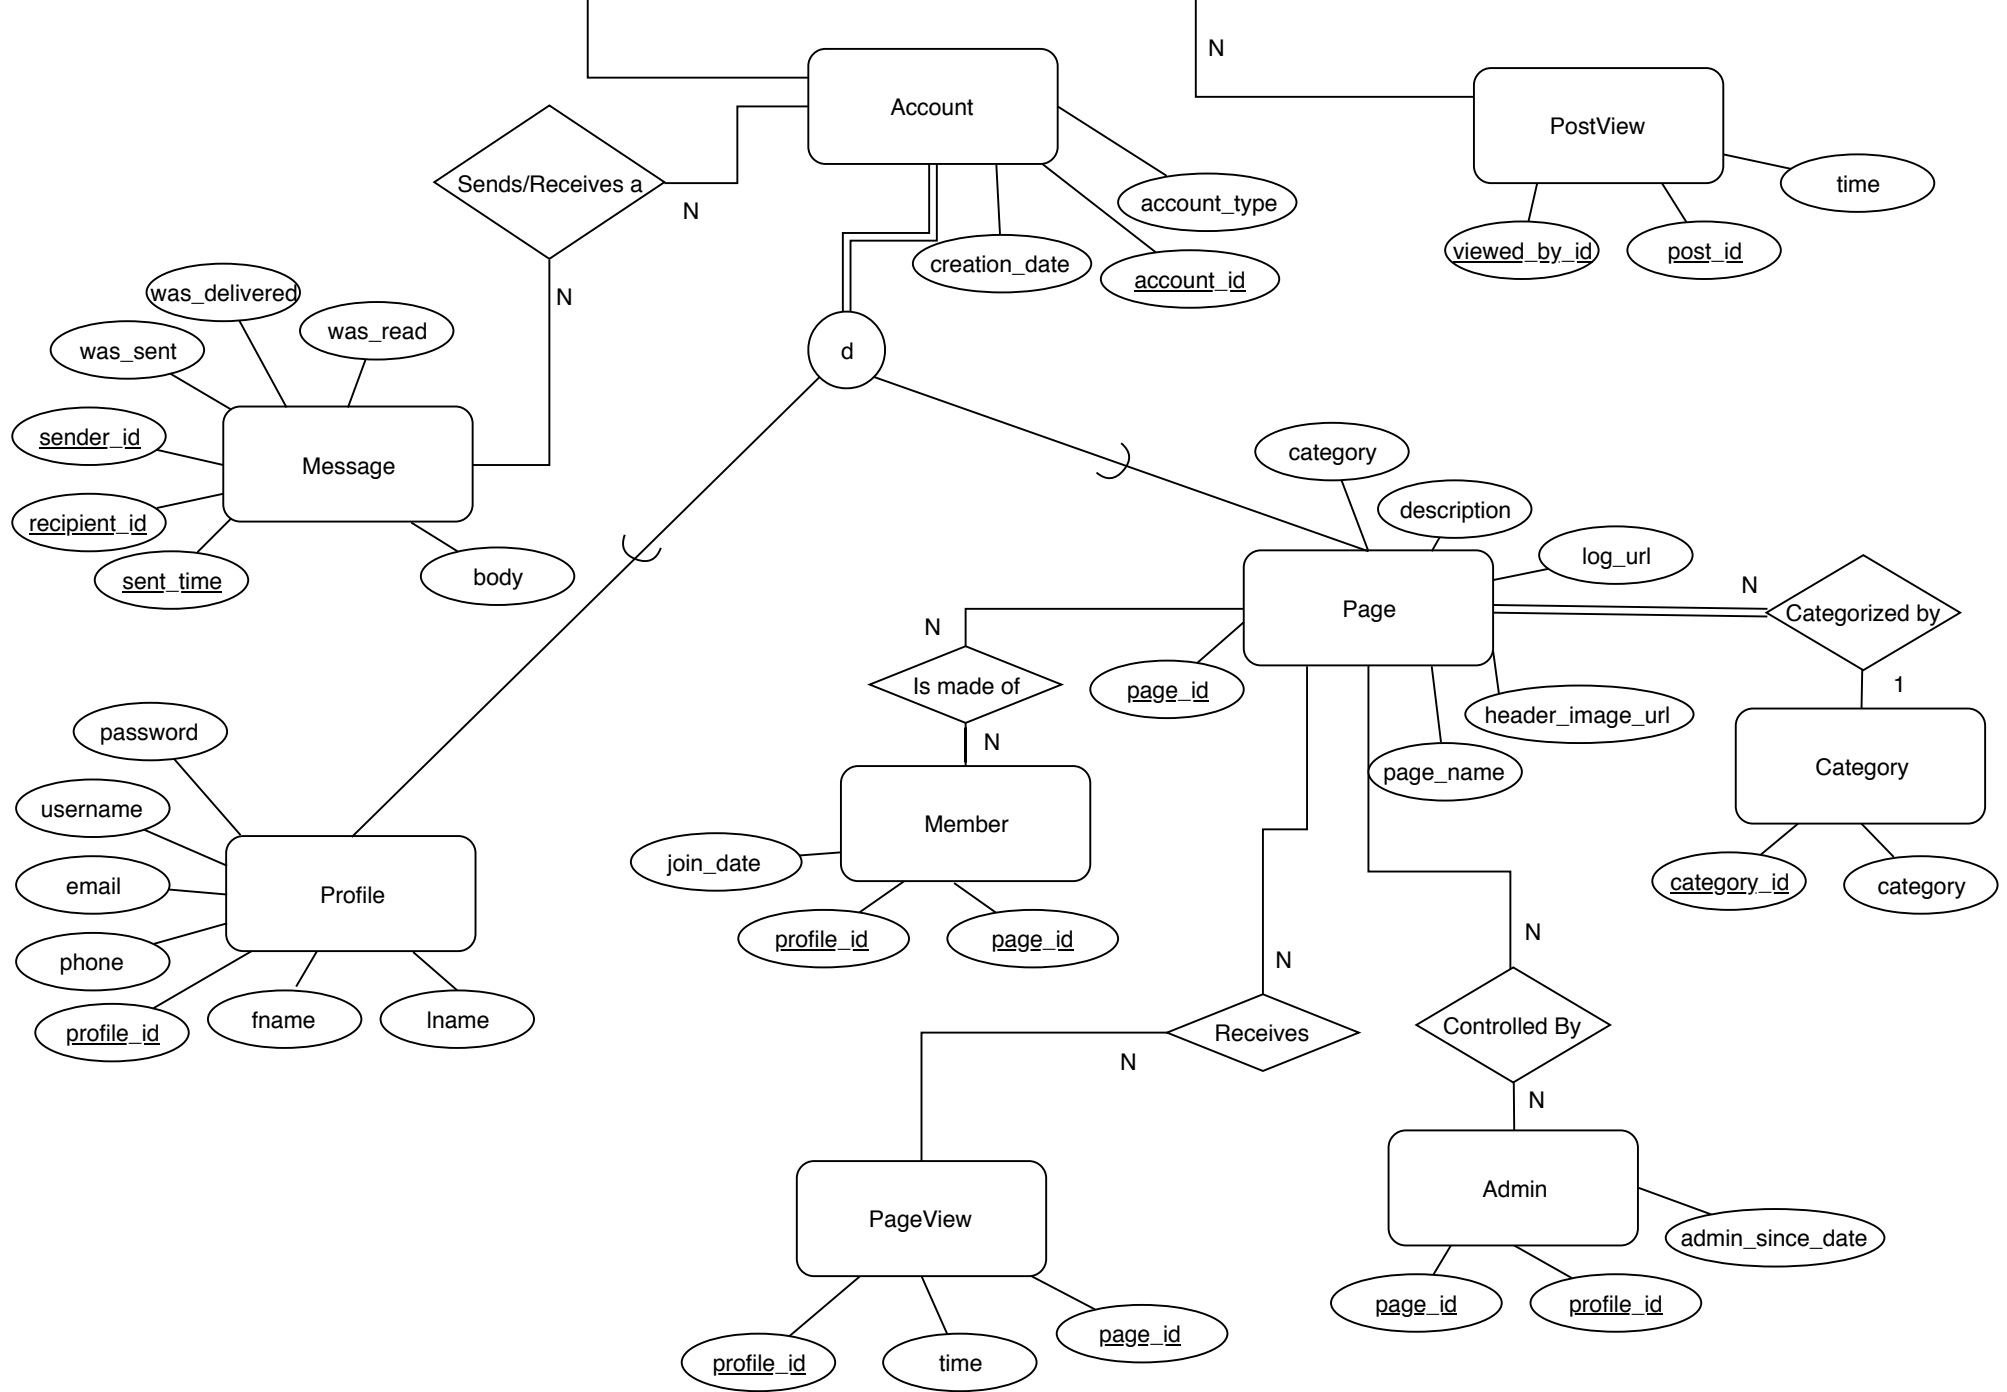 N
Account
PostView
Sends/Receives a
N
account_type
time
creation_date
account_id
viewed_by_id
post_id
was_delivered
N
was_read
was_sent
d
sender_id
Message
recipient_id
sent_time
body
category
description
log_url
N
Page
Categorized by
N
Is made of
page_id
1
header_image_url
N
page_name
Category
password
username
Member
join_date
email
Profile
category_id
category
phone
profile_id
page_id
N
N
profile_id
fname
lname
Receives
Controlled By
N
N
Admin
PageView
admin_since_date
page_id
profile_id
page_id
profile_id
time